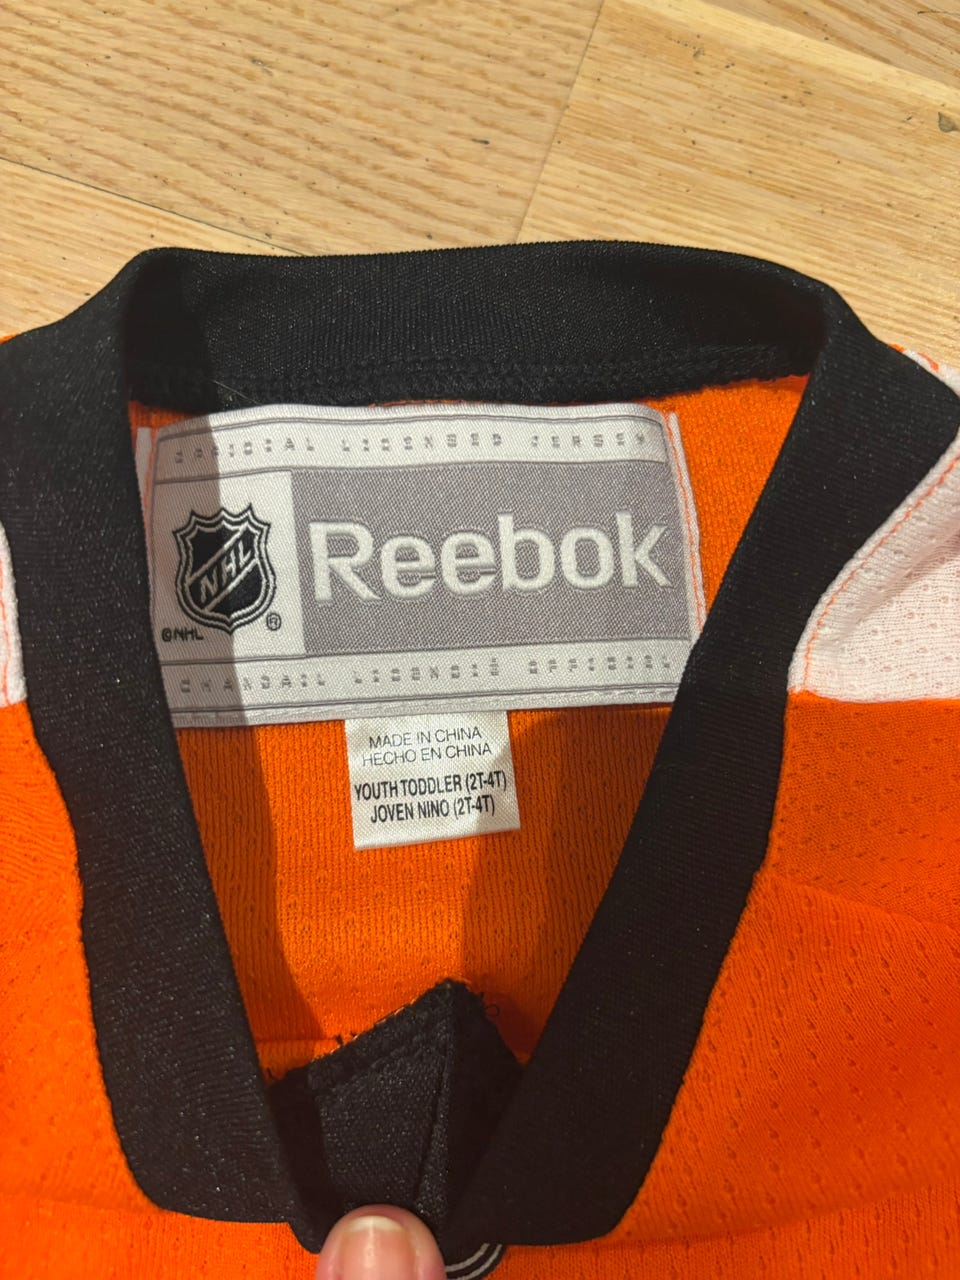 OFFICIAL LICENSED JERSEY
NHL
Reebok
®
©NHL
CHANDAIL LICENCIÉ OFFICIEL
MADE IN CHINA
HECHO EN CHINA
YOUTH TODDLER (2T-4T)
JOVEN NINO (2T-4T)